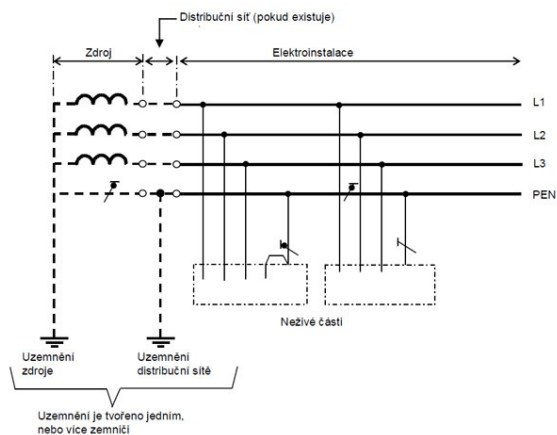 Distribuční síť (pokud existuje)
Zdroj
Elektroinstalace
L1
L2
L3
PEN
Neživé části
Uzemnění
zdroje
Uzemnění
distribuční sítě
Uzemnění je tvořeno jedním,
nebo více zemniči